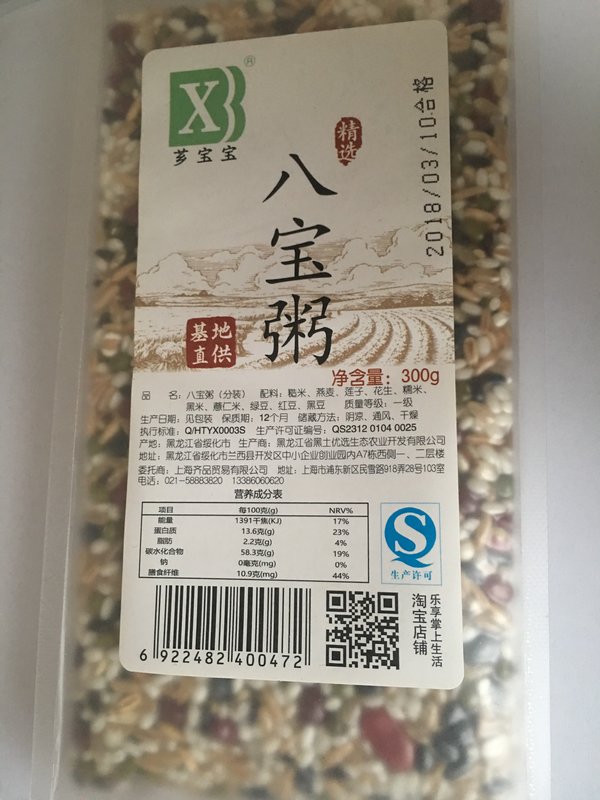 XB®
芗宝宝
精选
八宝粥
基地
直供
2018/03/10合格
净含量：300g
品 名：八宝粥（分装） 配料：糙米、燕麦、莲子、花生、糯米、
黑米、薏仁米、绿豆、红豆、黑豆 质量等级：一级
生产日期：见包装 保质期：12个月 储藏方法：阴凉、通风、干燥
执行标准：Q/HTYX0003S 生产许可证编号：QS2312 0104 0025
产地：黑龙江省绥化市 生产商：黑龙江省黑土优选生态农业开发有限公司
地址：黑龙江省绥化市兰西县开发区中小企业创业园内A7栋西侧一、二层楼
委托商：上海齐品贸易有限公司 地址：上海市浦东新区民雪路918弄28号103室
电话：021-58883820 13386060620
营养成分表
项目 每100克(g) NRV%
能量 1391千焦(KJ) 17%
蛋白质 13.6克(g) 23%
脂肪 2.2克(g) 4%
碳水化合物 58.3克(g) 19%
钠 0毫克(mg) 0%
膳食纤维 10.9克(mg) 44%
QS
生产许可
6 922482 400472
乐享掌上生活
淘宝店铺